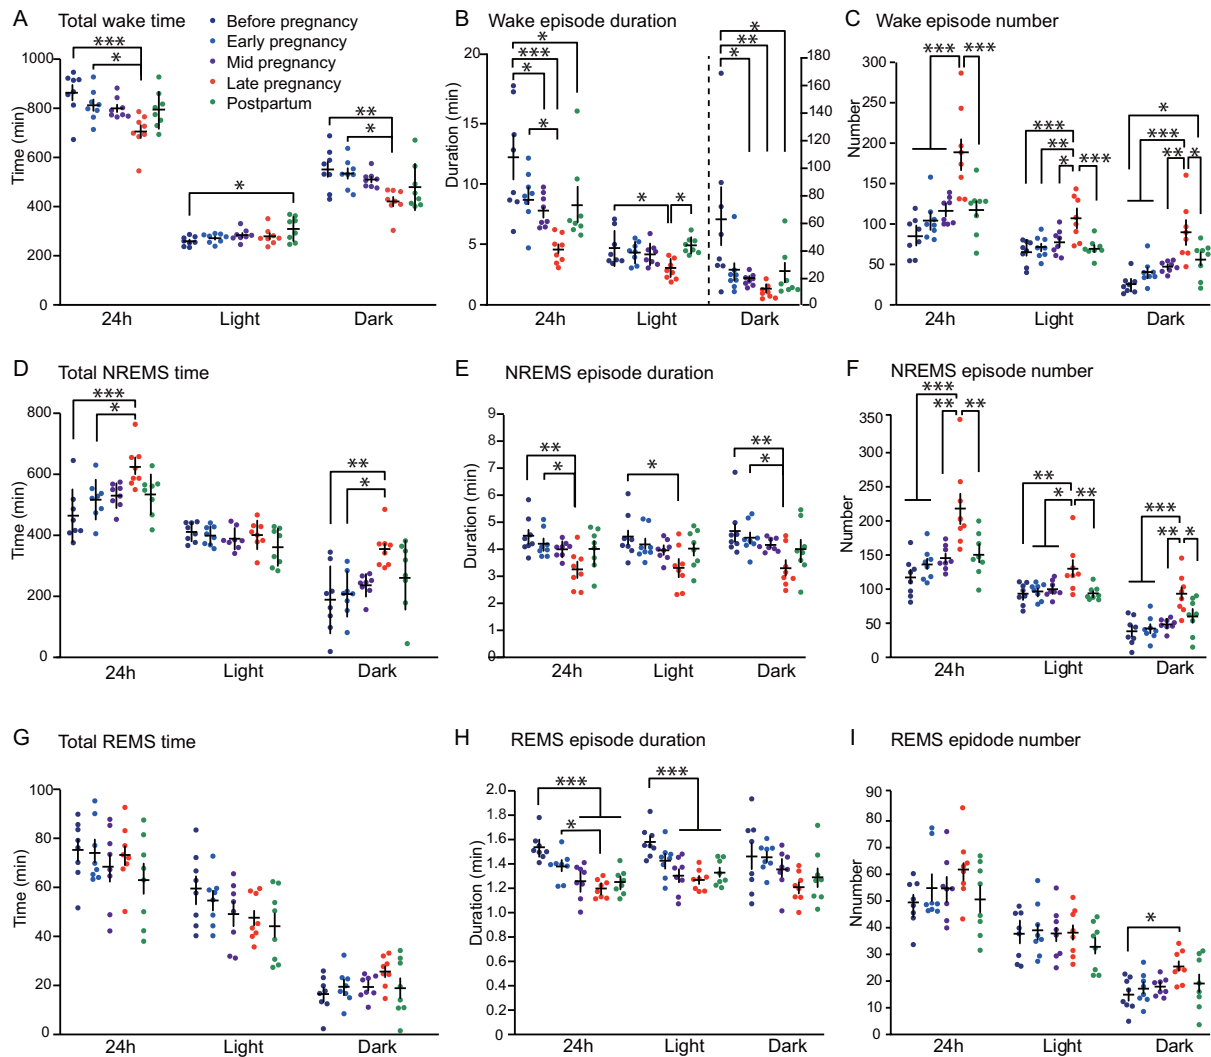 A Total wake time
Before pregnancy
Early pregnancy
Mid pregnancy
Late pregnancy
Postpartum
Time (min)
1000
800
600
400
200
0
*** * * ** *
24h Light Dark
B Wake episode duration
Duration (min)
20
15
10
5
0
180
160
140
120
100
80
60
40
20
0
* *** * * * * * ** *
24h Light Dark
C Wake episode number
Number
300
250
200
150
100
50
0
*** *** *** ** * *** * *** ** *
24h Light Dark
D Total NREMS time
Time (min)
800
600
400
200
0
*** * ** *
24h Light Dark
E NREMS episode duration
Duration (min)
9
8
7
6
5
4
3
2
1
0
** * * ** *
24h Light Dark
F NREMS episode number
Number
350
300
250
200
150
100
50
0
*** ** ** ** * ** *** ** *
24h Light Dark
G Total REMS time
Time (min)
100
80
60
40
20
0
24h Light Dark
H REMS episode duration
Duration (min)
2.0
1.8
1.6
1.4
1.2
1.0
0.8
0.6
0.4
0.2
0
*** * ***
24h Light Dark
I REMS epidode number
Nnumber
90
80
70
60
50
40
30
20
10
0
*
24h Light Dark